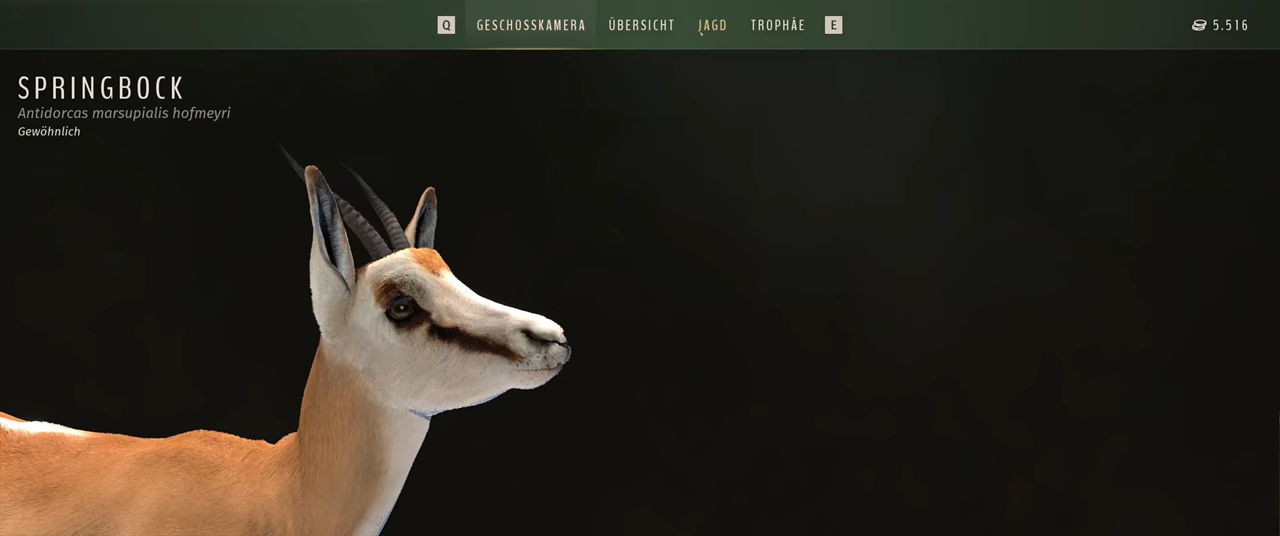 Q GESCHOSSKAMERA ÜBERSICHT JAGD TROPHÄE E 5.516
SPRINGBOCK
Antidorcas marsupialis hofmeyri
Gewöhnlich